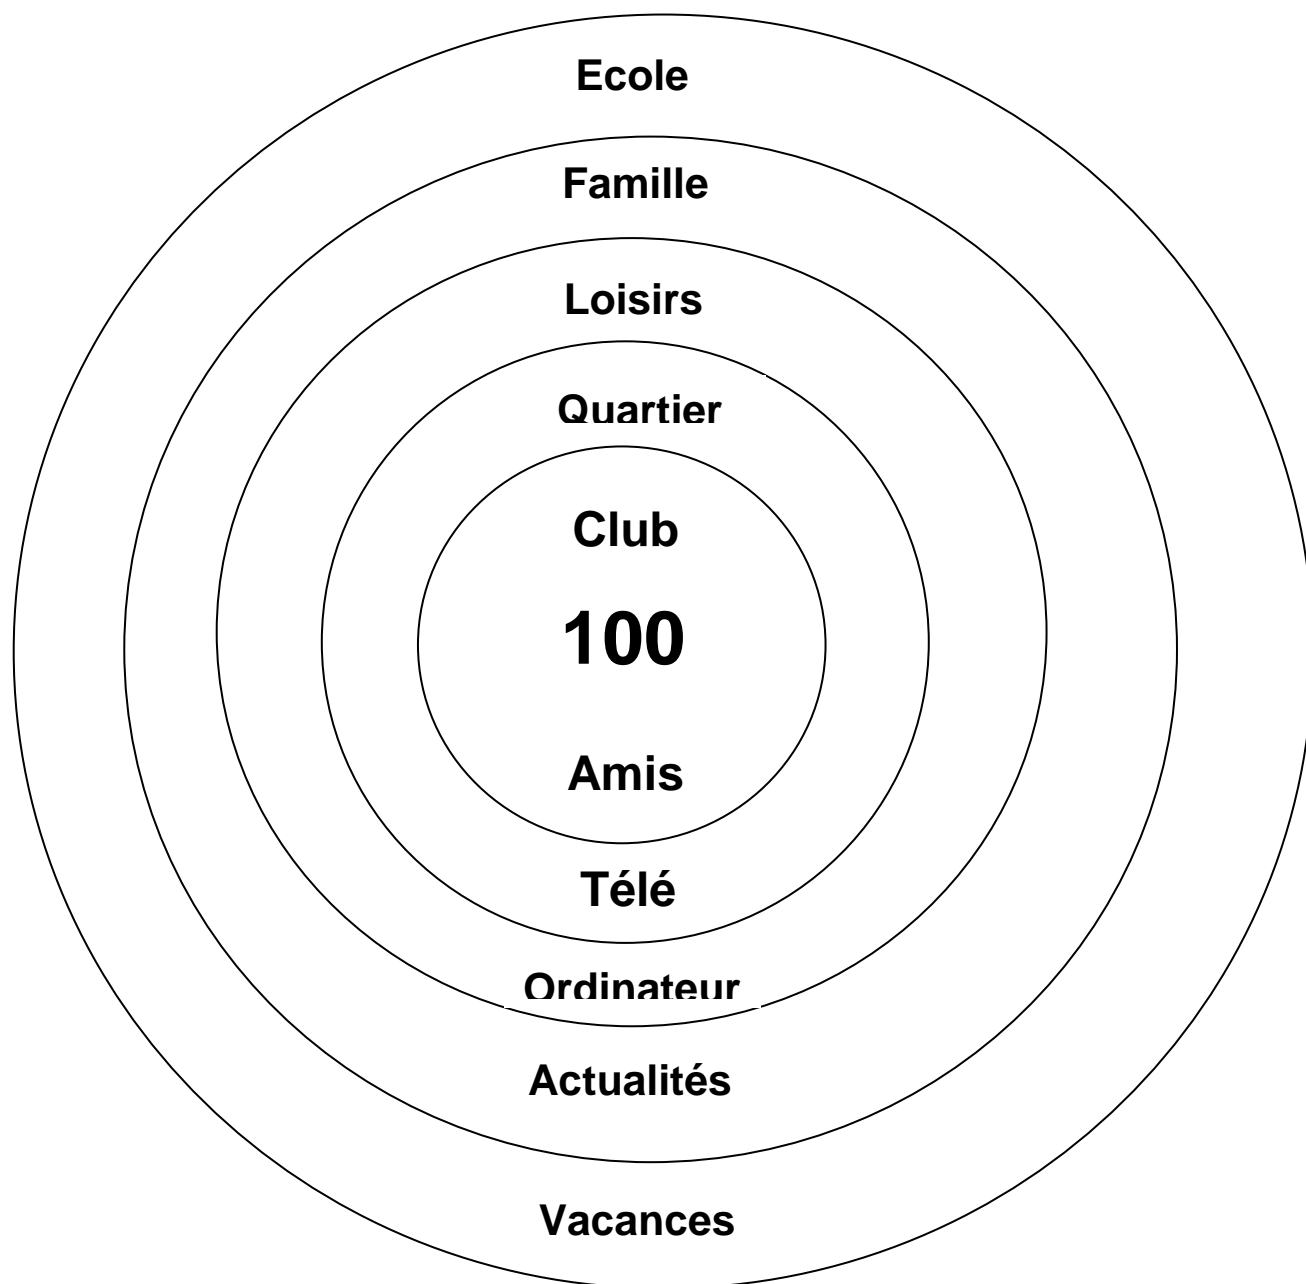 Ecole
Famille
Loisirs
Quartier
Club
100
Amis
Télé
Ordinateur
Actualités
Vacances